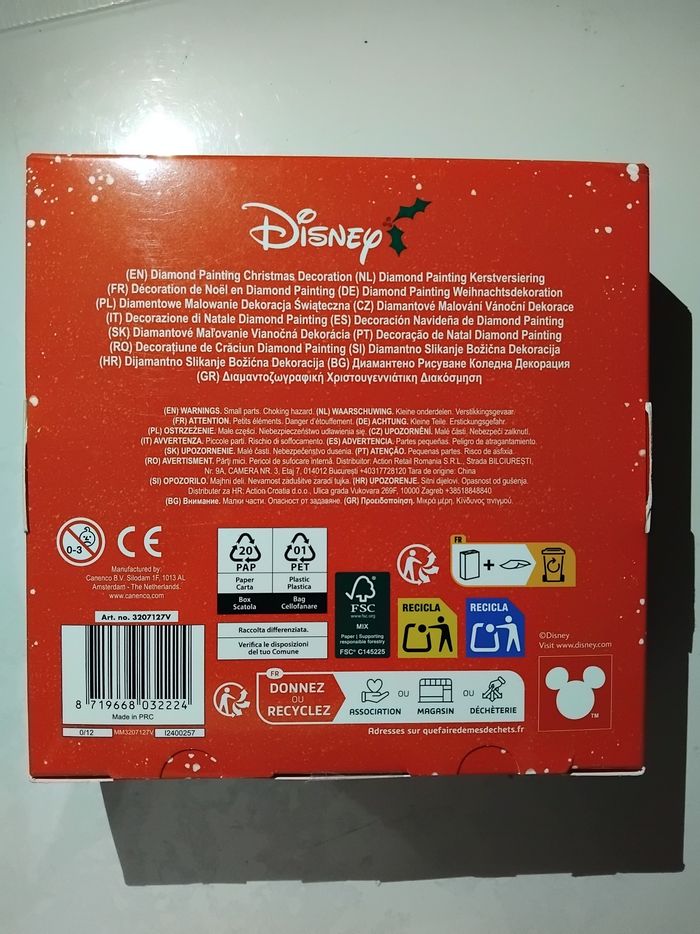 Disney
(EN) Diamond Painting Christmas Decoration (NL) Diamond Painting Kerstversiering
(FR) Décoration de Noël en Diamond Painting (DE) Diamond Painting Weihnachtsdekoration
(PL) Diamentowe Malowanie Dekoracja Świąteczna (CZ) Diamantové Malování Vánoční Dekorace
(IT) Decorazione di Natale Diamond Painting (ES) Decoración Navideña de Diamond Painting
(SK) Diamantové Maľovanie Vianočná Dekorácia (PT) Decoração de Natal Diamond Painting
(RO) Decorațiune de Crăciun Diamond Painting (SI) Diamantno Slikanje Božična Dekoracija
(HR) Dijamantno Slikanje Božićna Dekoracija (BG) Диамантено Рисуване Коледна Декорация
(GR) Διαμαντοζωγραφική Χριστουγεννιάτικη Διακόσμηση
(EN) WARNINGS. Small parts. Choking hazard. (NL) WAARSCHUWING. Kleine onderdelen. Verstikkingsgevaar.
(FR) ATTENTION. Petits éléments. Danger d'étouffement. (DE) ACHTUNG. Kleine Teile. Erstickungsgefahr.
(PL) OSTRZEŻENIE. Małe części. Niebezpieczeństwo udławienia się. (CZ) UPOZORNĚNÍ. Malé části. Nebezpečí zalknutí.
(IT) AVVERTENZA. Piccole parti. Rischio di soffocamento. (ES) ADVERTENCIA. Partes pequeñas. Peligro de atragantamiento.
(SK) UPOZORNENIE. Malé časti. Nebezpečenstvo dusenia. (PT) ATENÇÃO. Pequenas partes. Risco de asfixia.
(RO) AVERTISMENT. Părți mici. Pericol de sufocare internă. Distribuitor: Action Retail Romania S.R.L., Strada BILCIUREȘTI,
Nr. 9A, CAMERA NR. 3, Etaj 7, 014012 București +40317728120 Țara de origine: China
(SI) OPOZORILO. Majhni deli. Nevarnost zadušitve zaradi tujka. (HR) UPOZORENJE. Sitni dijelovi. Opasnost od gušenja.
Distributer za HR: Action Croatia d.o.o., Ulica grada Vukovara 269F, 10000 Zagreb +38518848840
(BG) Внимание. Малки части. Опасност от задавяне. (GR) Προειδοποίηση. Μικρά μέρη. Κίνδυνος πνιγμού.
0-3
CE
Manufactured by:
Canenco B.V. Silodam 1F, 1013 AL
Amsterdam - The Netherlands.
www.canenco.com
20 01
PAP PET
Paper Plastic
Carta Plastica
Box Bag
Scatola Cellofanare
Raccolta differenziata.
Verifica le disposizioni
del tuo Comune
FSC
www.fsc.org
MIX
Paper | Supporting
responsible forestry
FSC® C145225
FR
+
RECICLA
RECICLA
©Disney
Visit www.disney.com
TM
Art. no. 3207127V
8 719668 032224
Made in PRC
0/12 MM3207127V I2400257
FR
DONNEZ
OU
RECYCLEZ
ASSOCIATION
OU
MAGASIN
OU
DÉCHÈTERIE
Adresses sur quefairedemesdechets.fr